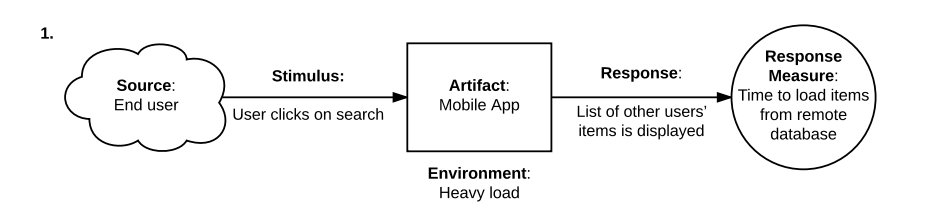 1.
Source:
End user
Stimulus:
User clicks on search
Artifact:
Mobile App
Environment:
Heavy load
Response:
List of other users’
items is displayed
Response
Measure:
Time to load items
from remote
database